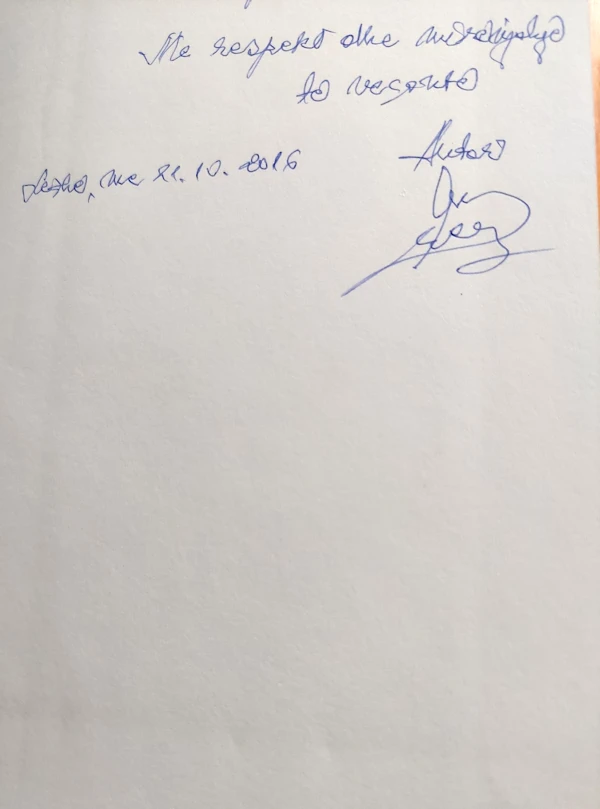 Me respekt dhe mirënjohje
të veçantë
Autori
Lezhë, me 21.10.2016